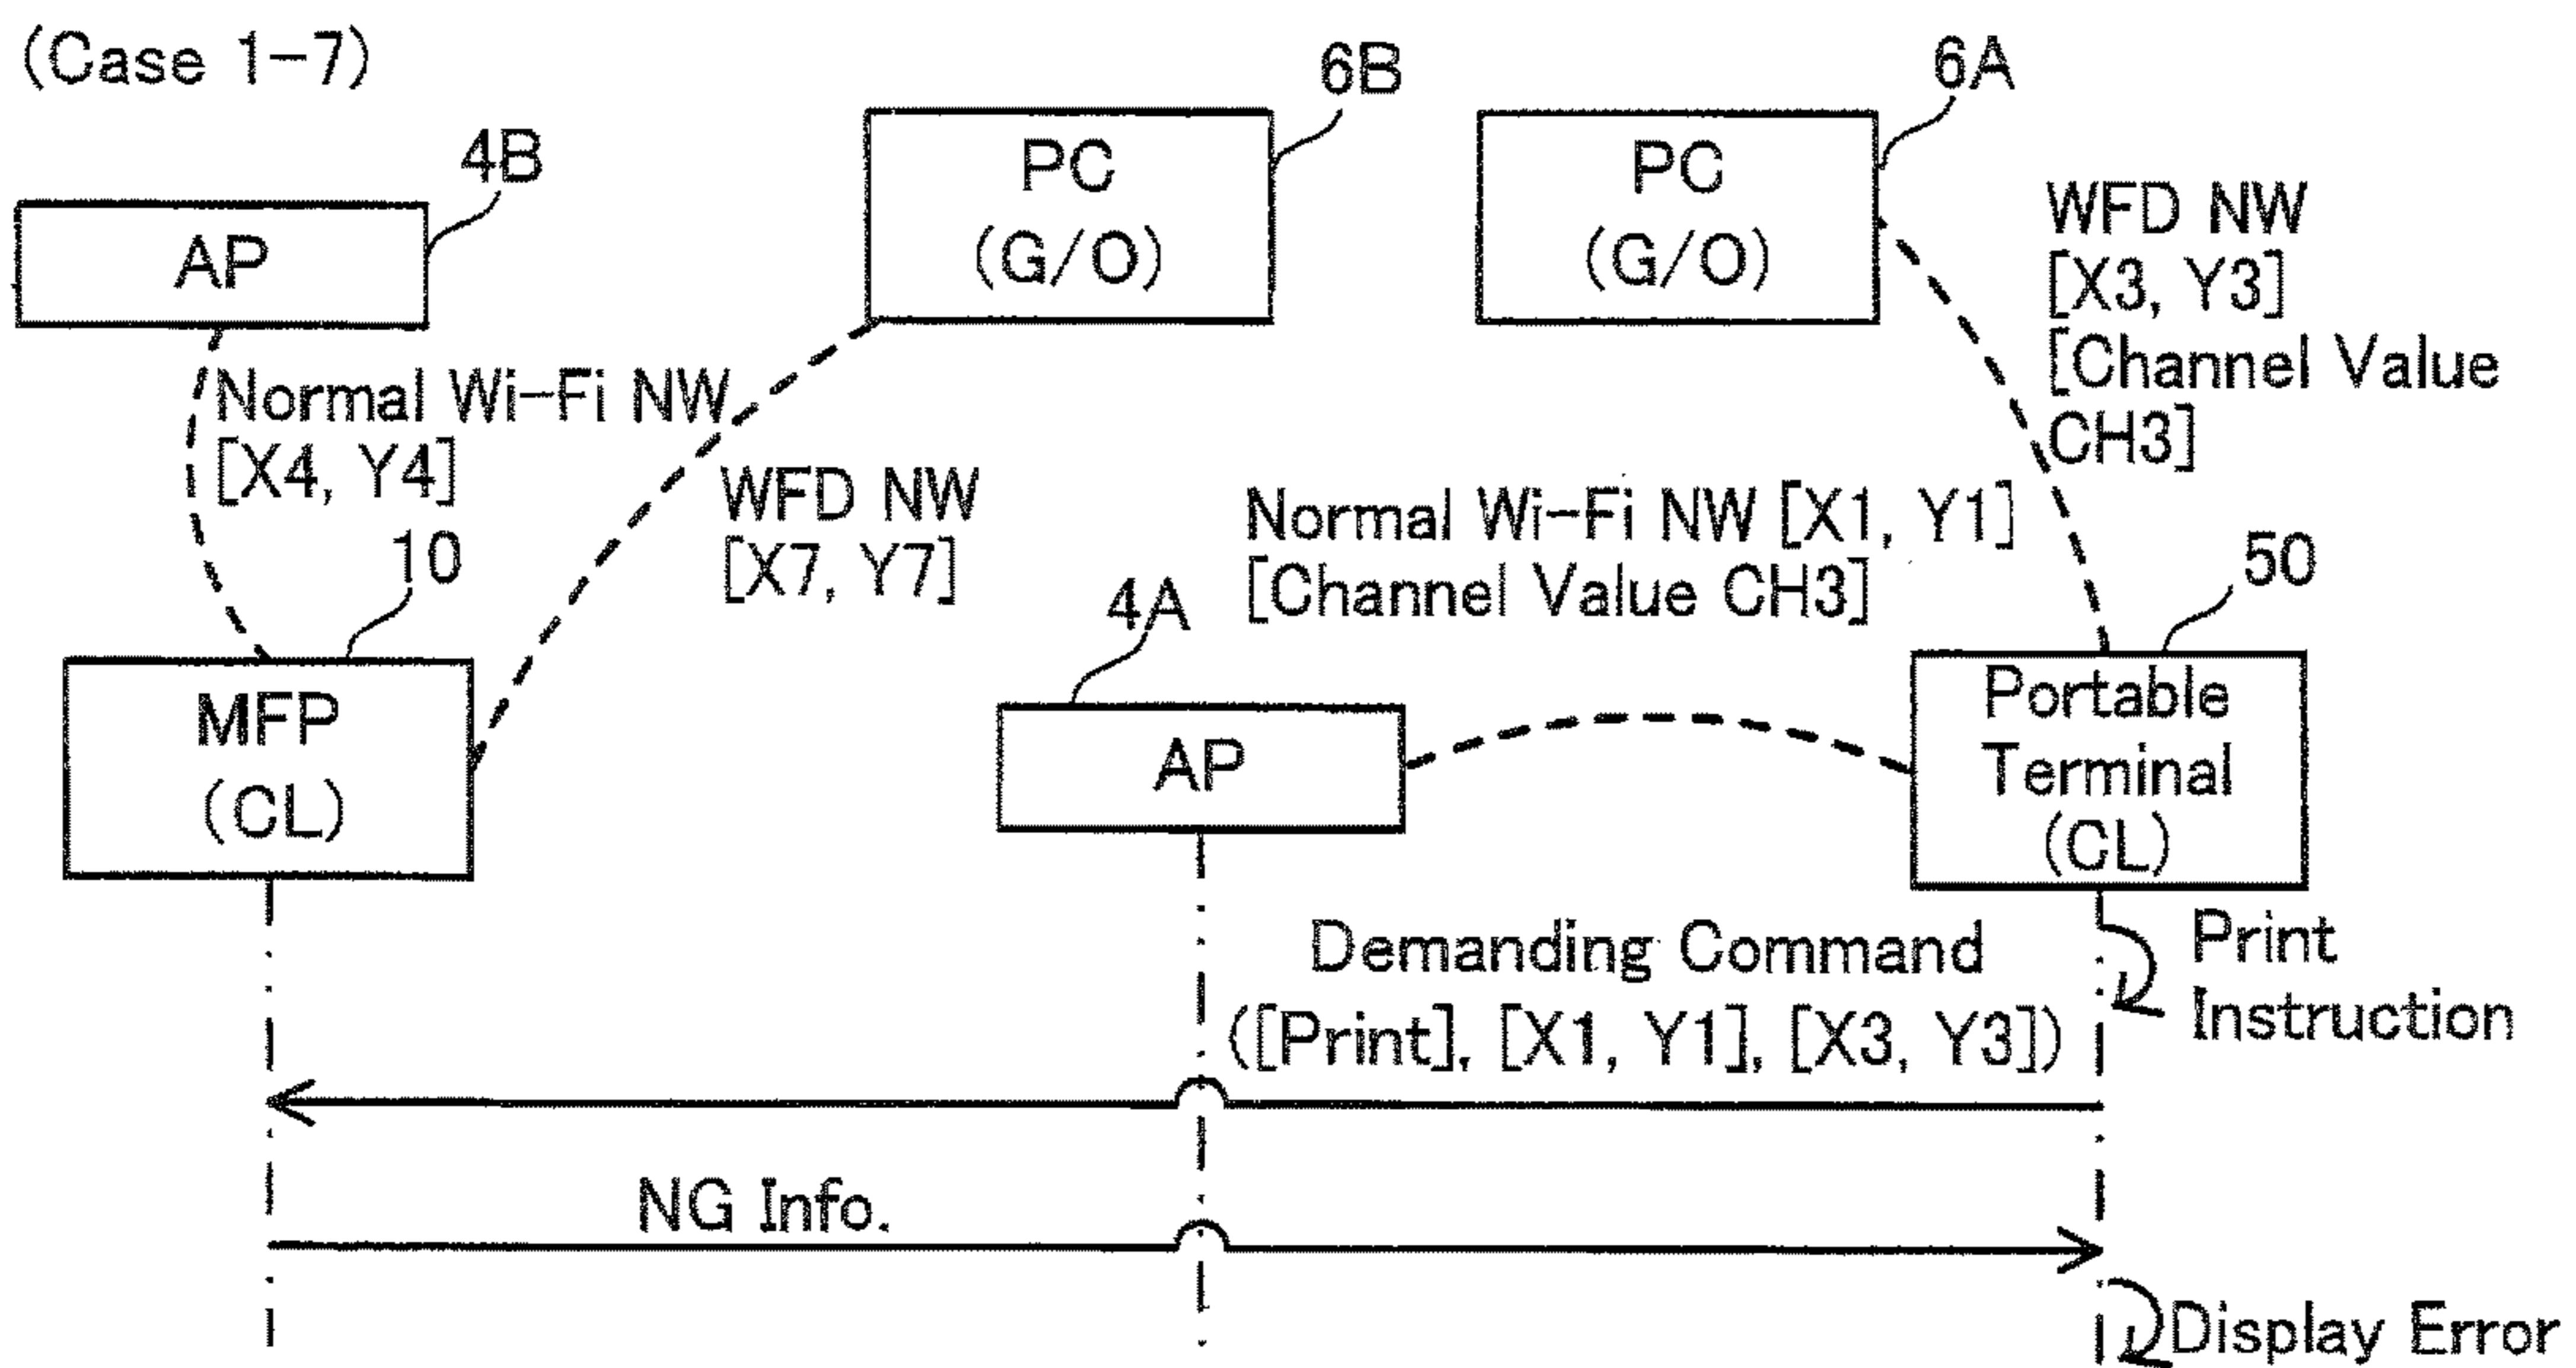 (Case 1-7)
6B
6A
4B
PC
(G/O)
PC
(G/O)
AP
WFD NW
[X3, Y3]
[Channel Value
CH3]
Normal Wi-Fi NW
[X4, Y4]
WFD NW
[X7, Y7]
Normal Wi-Fi NW [X1, Y1]
[Channel Value CH3]
10
4A
50
MFP
(CL)
AP
Portable
Terminal
(CL)
Demanding Command
([Print], [X1, Y1], [X3, Y3])
Print
Instruction
NG Info.
Display Error